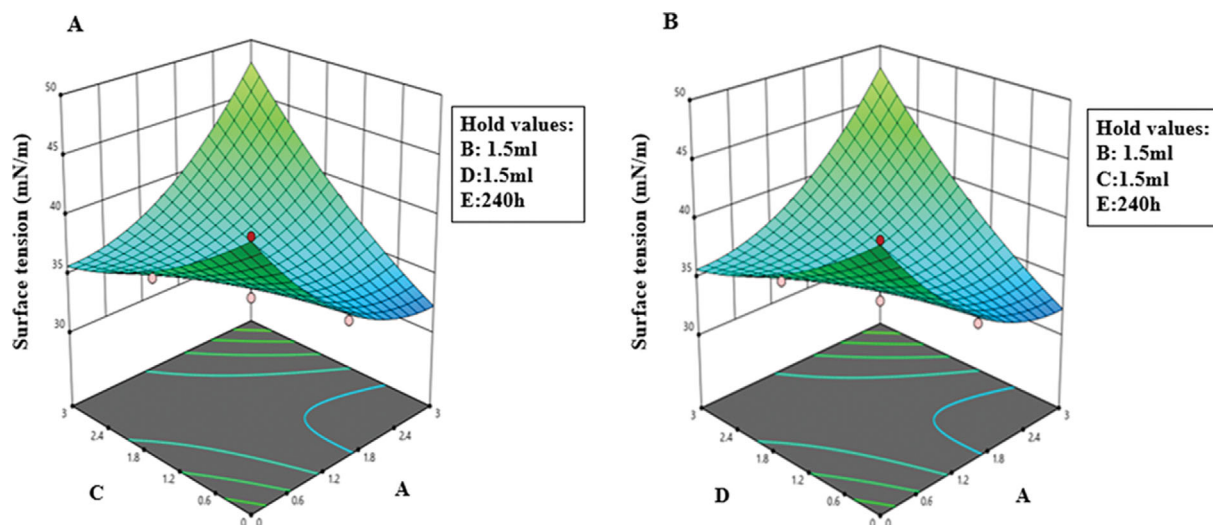 A
50
45
40
35
30
Surface tension (mN/m)
Hold values:
B: 1.5ml
D:1.5ml
E:240h
3
2.4
1.8
1.2
0.6
0
C
0
0.6
1.2
1.8
2.4
3
A
B
50
45
40
35
30
Surface tension (mN/m)
Hold values:
B: 1.5ml
C:1.5ml
E:240h
3
2.4
1.8
1.2
0.6
0
D
0
0.6
1.2
1.8
2.4
3
A